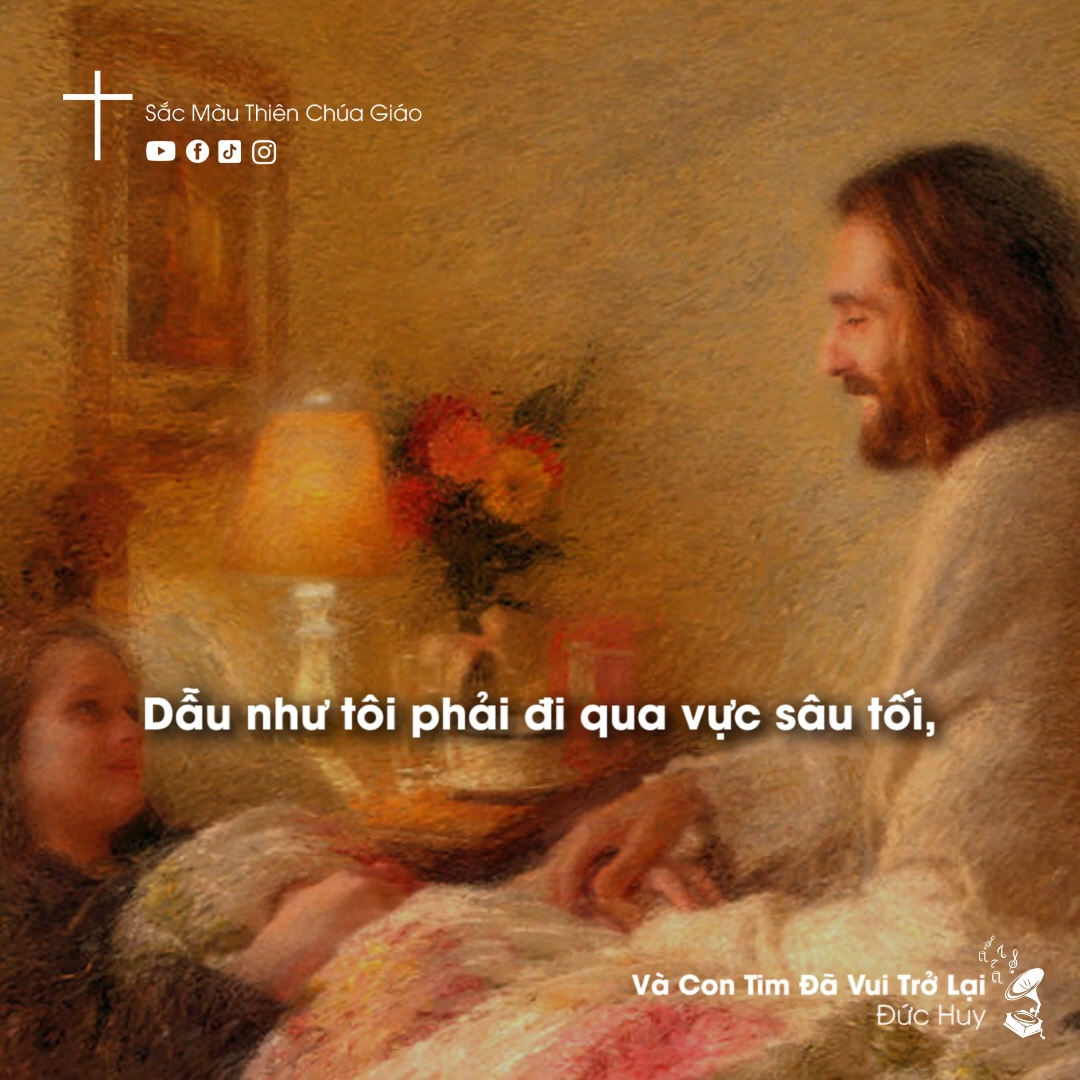 Sắc Màu Thiên Chúa Giáo
Dẫu như tôi phải đi qua vực sâu tối,
Và Con Tim Đã Vui Trở Lại
Đức Huy